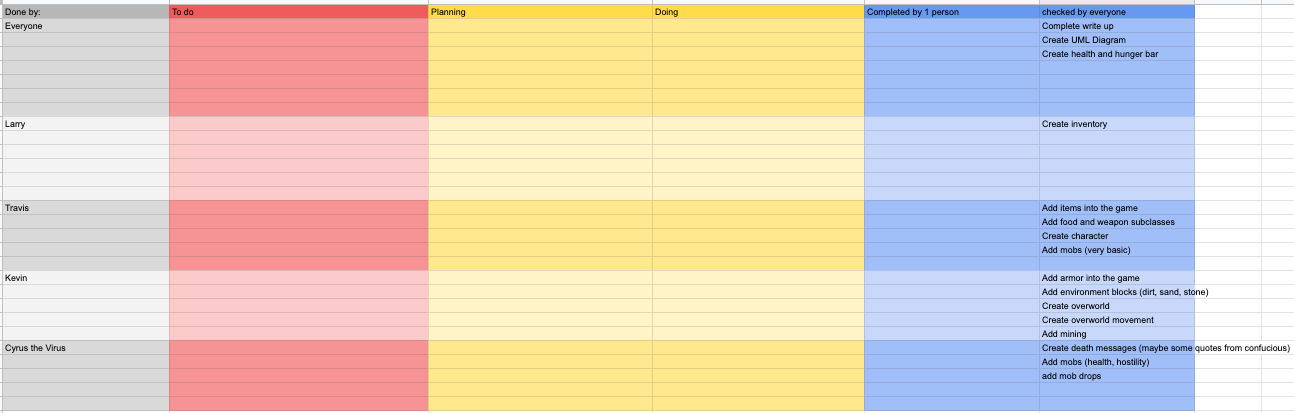 Done by: To do Planning Doing Completed by 1 person checked by everyone
Everyone Complete write up
Create UML Diagram
Create health and hunger bar
Larry Create inventory
Travis Add items into the game
Add food and weapon subclasses
Create character
Add mobs (very basic)
Kevin Add armor into the game
Add environment blocks (dirt, sand, stone)
Create overworld
Create overworld movement
Add mining
Cyrus the Virus Create death messages (maybe some quotes from confucious)
Add mobs (health, hostility)
add mob drops